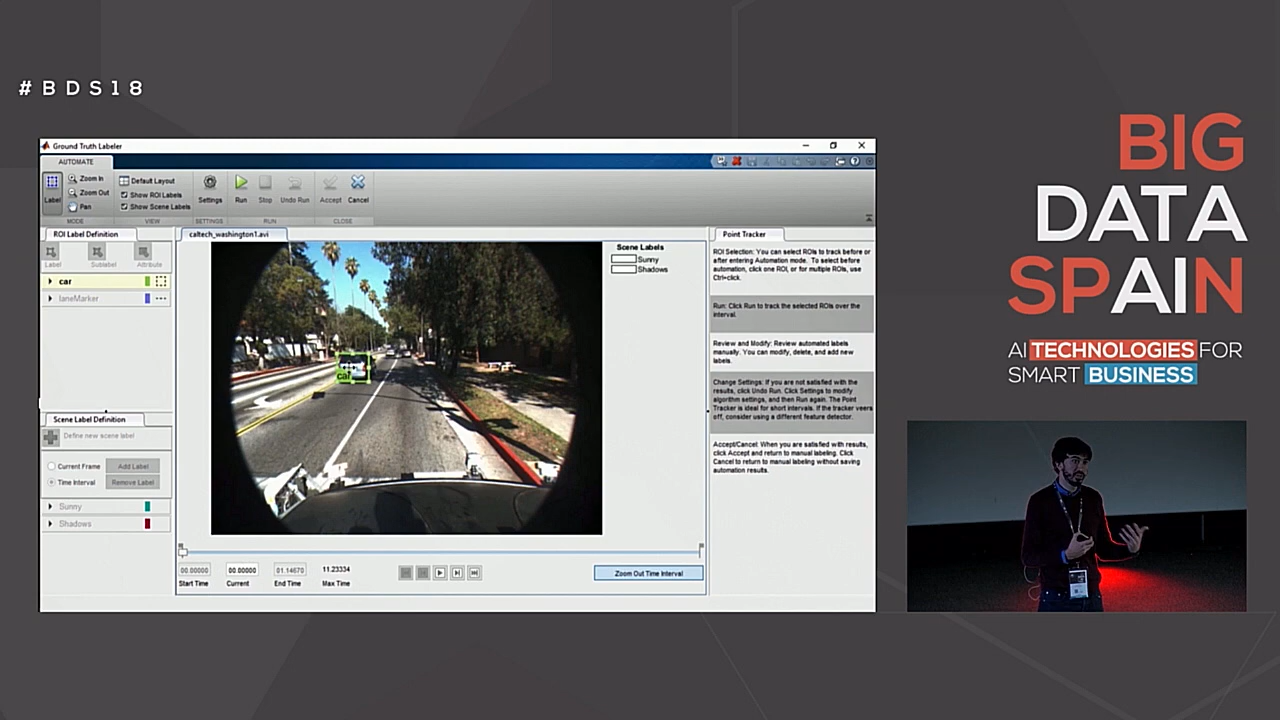 #BDS18
BIG
DATA
SPAIN
AI TECHNOLOGIES FOR
SMART BUSINESS
Ground Truth Labeler
AUTOMATE
Label
Zoom In
Zoom Out
Pan
MODE
Default Layout
Show ROI Labels
Show Scene Labels
VIEW
Settings
SETTINGS
Run
Stop
Undo Run
RUN
Accept
Cancel
CLOSE
ROI Label Definition
Label
Sublabel
Attribute
car
laneMarker
Scene Label Definition
Define new scene label
Current Frame
Add Label
Time Interval
Remove Label
Sunny
Shadows
caltech_washington1.avi
car
Scene Labels
Sunny
Shadows
00.00000
00.00000
01.14670
11.23334
Start Time
Current
End Time
Max Time
Zoom Out Time Interval
Point Tracker
ROI Selection: You can select ROIs to track before or
after entering Automation mode. To select before
automation, click one ROI, or for multiple ROIs, use
Ctrl+click.
Run: Click Run to track the selected ROIs over the
interval.
Review and Modify: Review automated labels
manually. You can modify, delete, and add new
labels.
Change Settings: If you are not satisfied with the
results, click Undo Run. Click Settings to modify
algorithm settings, and then Run again. The Point
Tracker is ideal for short intervals. If the tracker veers
off, consider using a different feature detector.
Accept/Cancel: When you are satisfied with results,
click Accept and return to manual labeling. Click
Cancel to return to manual labeling without saving
automation results.